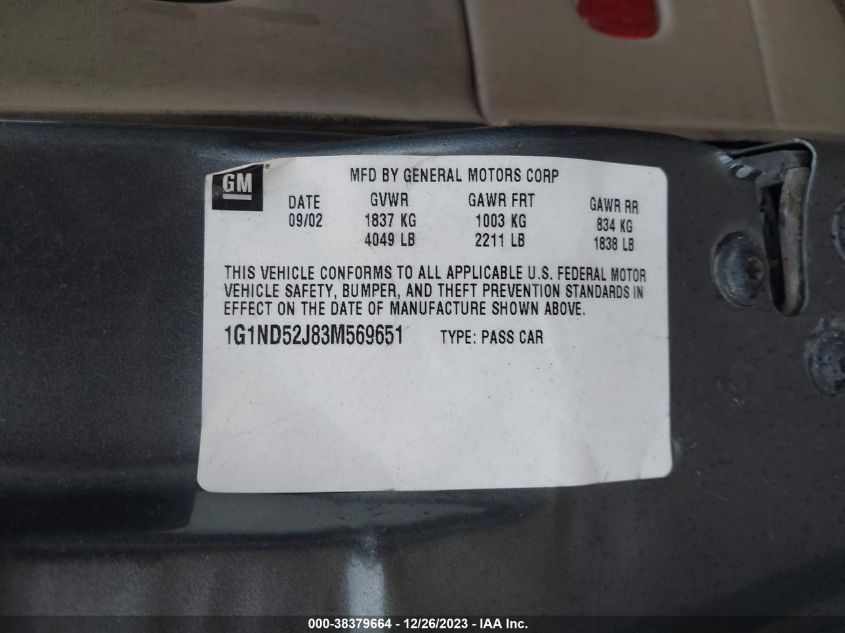 GM
MFD BY GENERAL MOTORS CORP
DATE GVWR GAWR FRT GAWR RR
09/02 1837 KG 1003 KG 834 KG
4049 LB 2211 LB 1838 LB
THIS VEHICLE CONFORMS TO ALL APPLICABLE U.S. FEDERAL MOTOR
VEHICLE SAFETY, BUMPER, AND THEFT PREVENTION STANDARDS IN
EFFECT ON THE DATE OF MANUFACTURE SHOWN ABOVE.
1G1ND52J83M569651 TYPE: PASS CAR
000-38379664 - 12/26/2023 - IAA Inc.